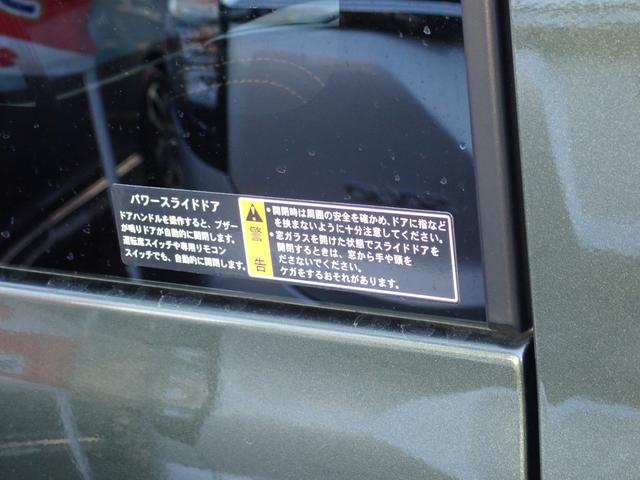 パワースライドドア
ドアハンドルを操作すると、ブザー
が鳴りドアが自動的に開閉します。
運転席スイッチや専用リモコン
スイッチでも、自動的に開閉します。
警告
•開閉時は周囲の安全を確かめ、ドアに指など
を挟まないように十分注意してください。
•窓ガラスを開けた状態でスライドドアを
開閉するときは、窓から手や頭を
ださないでください。
ケガをするおそれがあります。